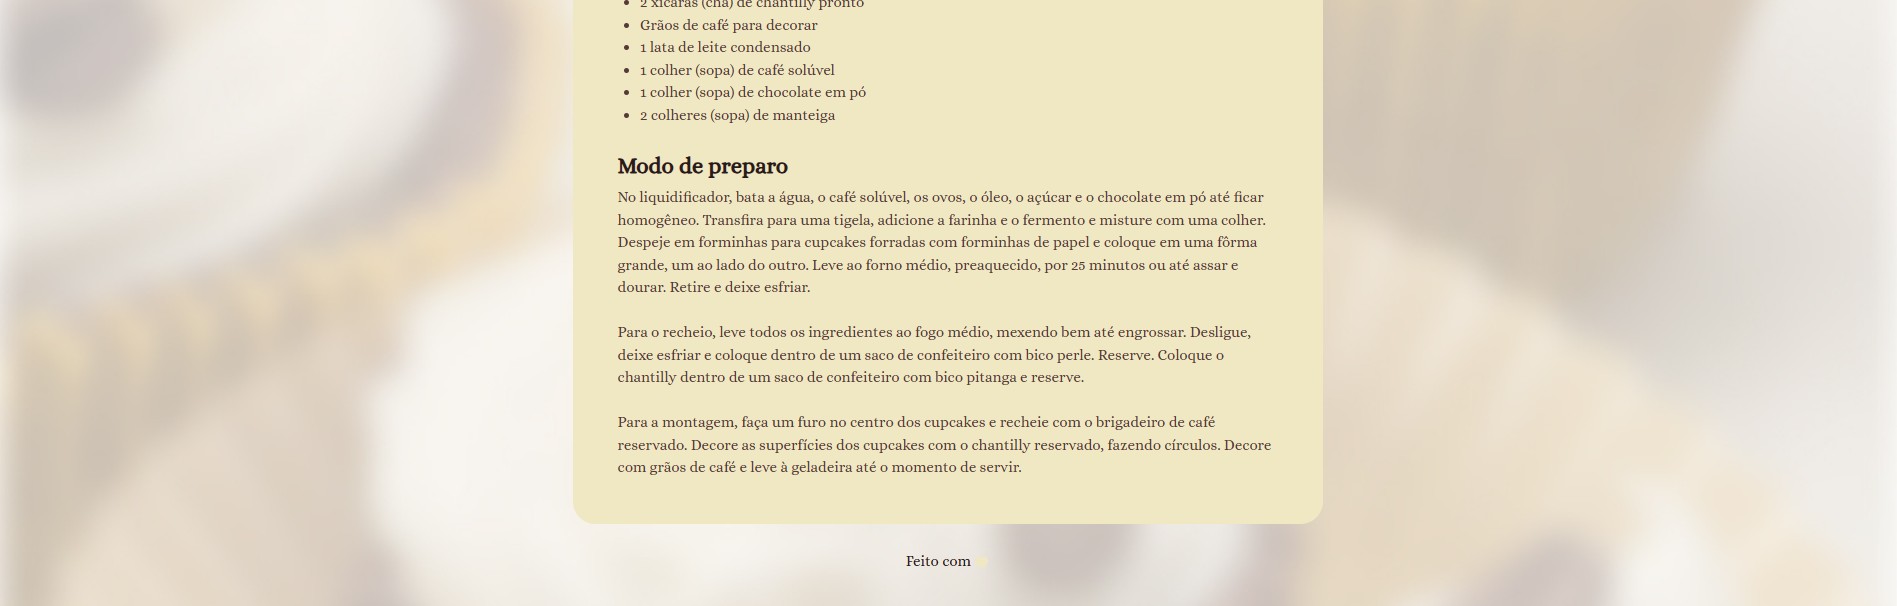 2 xícaras (chá) de chantilly pronto
Grãos de café para decorar
1 lata de leite condensado
1 colher (sopa) de café solúvel
1 colher (sopa) de chocolate em pó
2 colheres (sopa) de manteiga
Modo de preparo
No liquidificador, bata a água, o café solúvel, os ovos, o óleo, o açúcar e o chocolate em pó até ficar
homogêneo. Transfira para uma tigela, adicione a farinha e o fermento e misture com uma colher.
Despeje em forminhas para cupcakes forradas com forminhas de papel e coloque em uma fôrma
grande, um ao lado do outro. Leve ao forno médio, preaquecido, por 25 minutos ou até assar e
dourar. Retire e deixe esfriar.
Para o recheio, leve todos os ingredientes ao fogo médio, mexendo bem até engrossar. Desligue,
deixe esfriar e coloque dentro de um saco de confeiteiro com bico perle. Reserve. Coloque o
chantilly dentro de um saco de confeiteiro com bico pitanga e reserve.
Para a montagem, faça um furo no centro dos cupcakes e recheie com o brigadeiro de café
reservado. Decore as superfícies dos cupcakes com o chantilly reservado, fazendo círculos. Decore
com grãos de café e leve à geladeira até o momento de servir.
Feito com